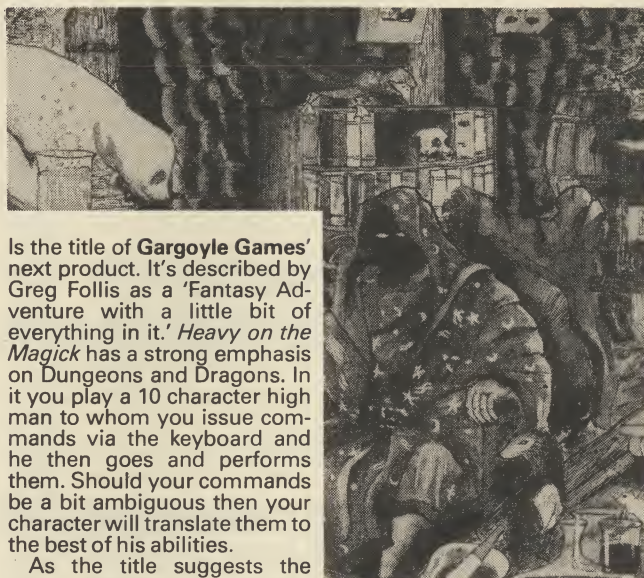 Is the title of Gargoyle Games'
next product. It's described by
Greg Follis as a 'Fantasy Ad-
venture with a little bit of
everything in it.' Heavy on the
Magick has a strong emphasis
on Dungeons and Dragons. In
it you play a 10 character high
man to whom you issue com-
mands via the keyboard and
he then goes and performs
them. Should your commands
be a bit ambiguous then your
character will translate them to
the best of his abilities.
As the title suggests the